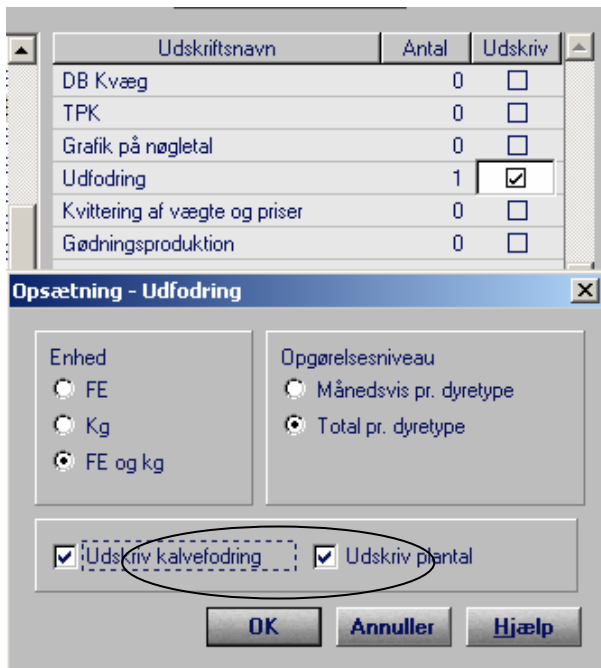 Udskriftsnavn Antal Udskriv
DB Kvæg 0
TPK 0
Grafik på nøgletal 0
Udfodring 1
Kvittering af vægte og priser 0
Gødningsproduktion 0
Opsætning - Udfodring
Enhed Opgørelsesniveau
FE Månedsvis pr. dyretype
Kg Total pr. dyretype
FE og kg
Udskriv kalvefodring Udskriv plantal
OK Annuller Hjælp